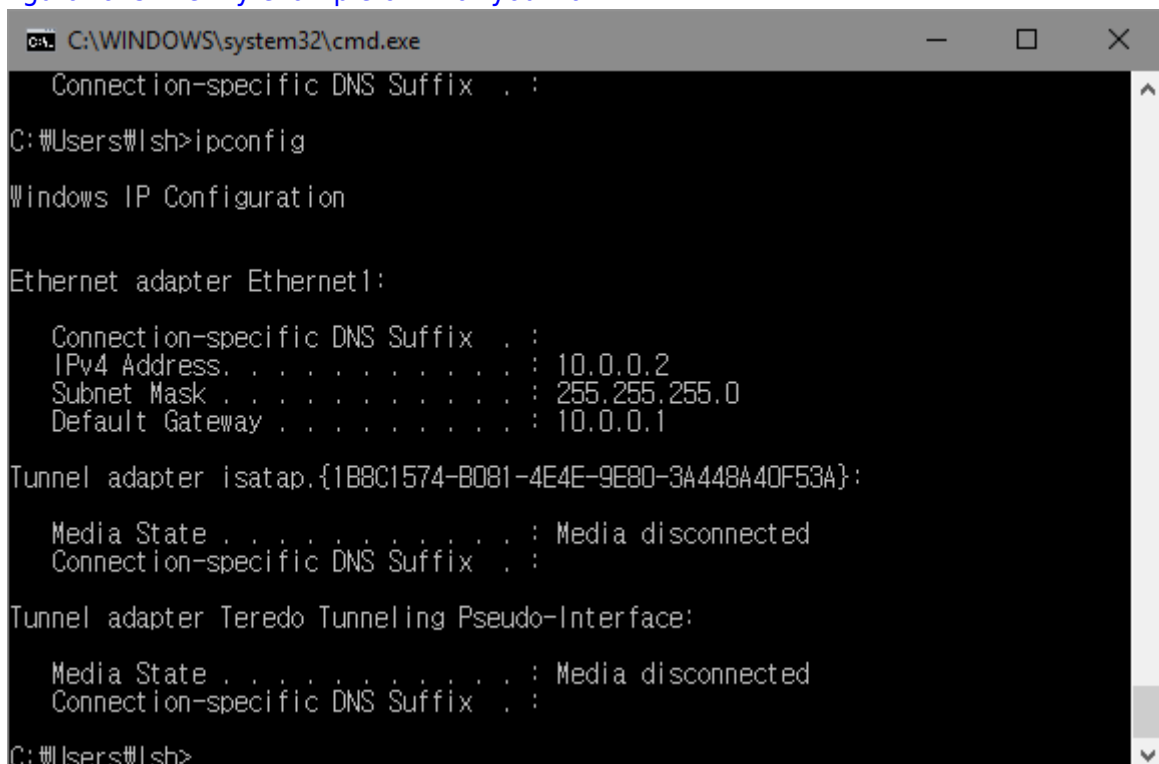 C:\WINDOWS\system32\cmd.exe
Connection-specific DNS Suffix . :
C:₩Users₩lsh>ipconfig
Windows IP Configuration
Ethernet adapter Ethernet1:
Connection-specific DNS Suffix . :
IPv4 Address. . . . . . . . . . . : 10.0.0.2
Subnet Mask . . . . . . . . . . . : 255.255.255.0
Default Gateway . . . . . . . . . : 10.0.0.1
Tunnel adapter isatap.{1B8C1574-B081-4E4E-9E80-3A448A40F53A}:
Media State . . . . . . . . . . . : Media disconnected
Connection-specific DNS Suffix . :
Tunnel adapter Teredo Tunneling Pseudo-Interface:
Media State . . . . . . . . . . . : Media disconnected
Connection-specific DNS Suffix . :
C:₩Users₩lsh>